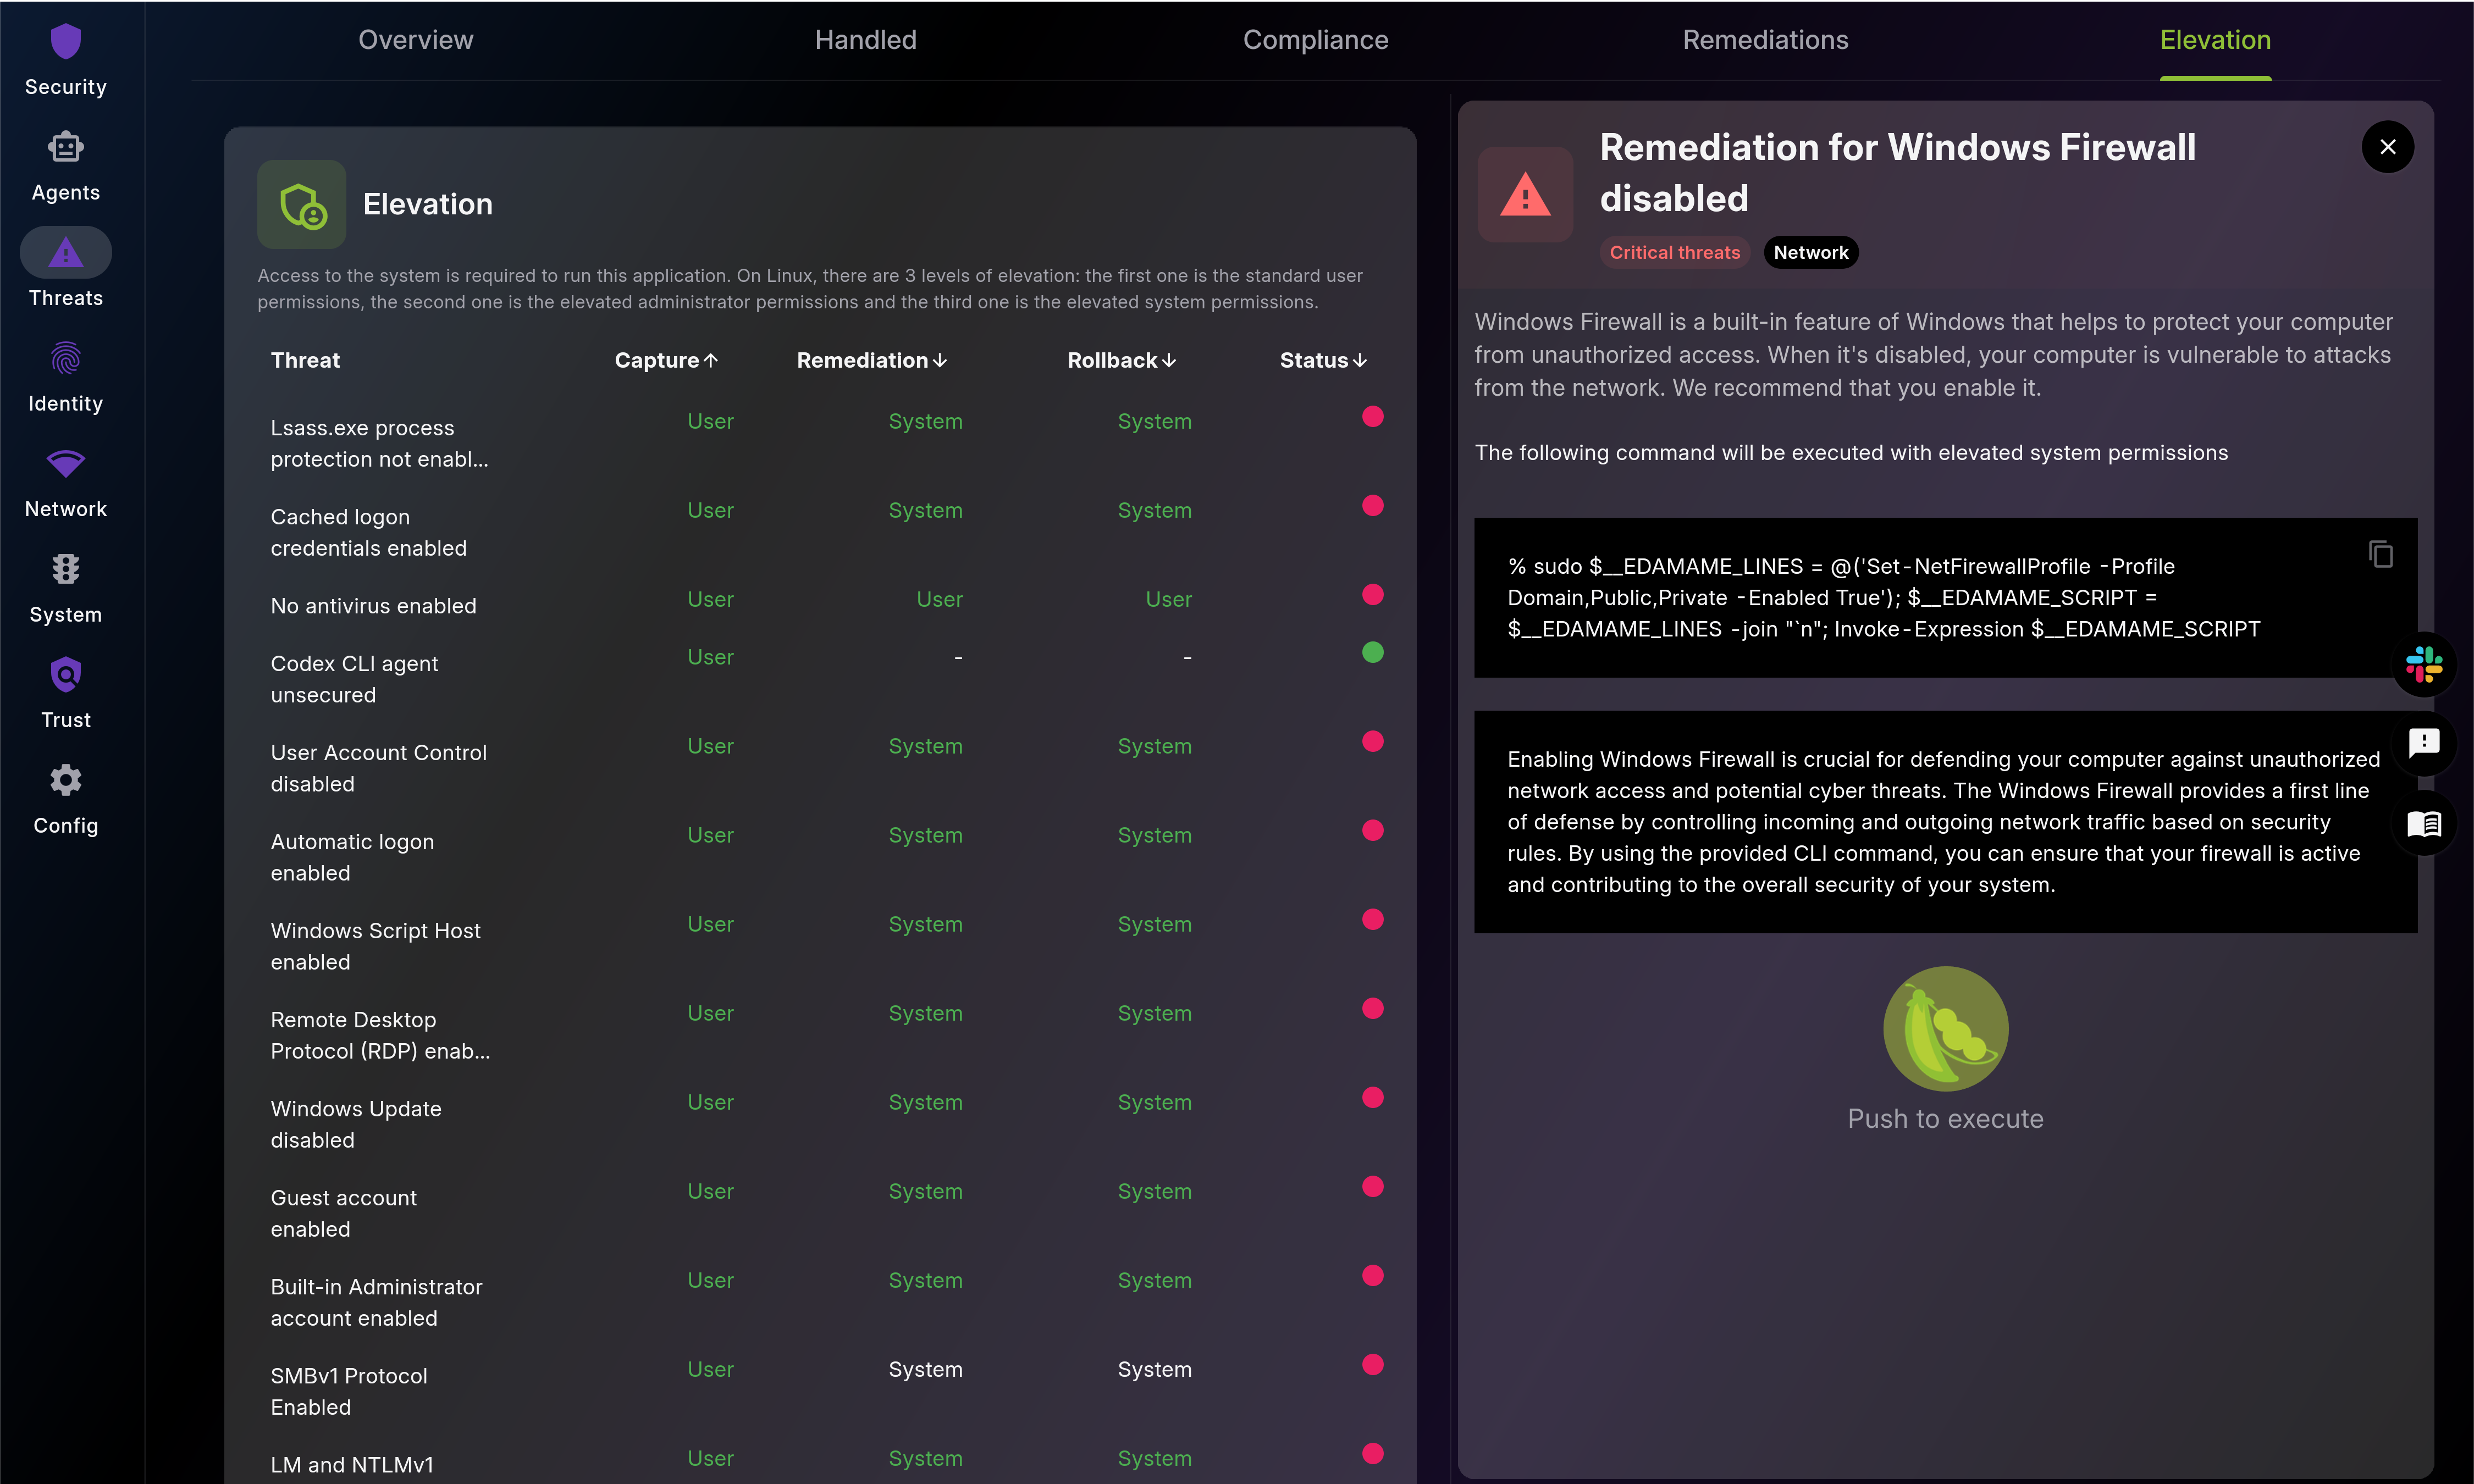 Security
Agents
Threats
Identity
Network
System
Trust
Config
Overview
Handled
Compliance
Remediations
Elevation
Elevation
Access to the system is required to run this application. On Linux, there are 3 levels of elevation: the first one is the standard user
permissions, the second one is the elevated administrator permissions and the third one is the elevated system permissions.
Threat Capture↑ Remediation↓ Rollback↓ Status↓
Lsass.exe process User System System
protection not enabl...
Cached logon User System System
credentials enabled
No antivirus enabled User User User
Codex CLI agent User - -
unsecured
User Account Control User System System
disabled
Automatic logon User System System
enabled
Windows Script Host User System System
enabled
Remote Desktop User System System
Protocol (RDP) enab...
Windows Update User System System
disabled
Guest account User System System
enabled
Built-in Administrator User System System
account enabled
SMBv1 Protocol User System System
Enabled
LM and NTLMv1 User System System
Remediation for Windows Firewall
disabled
Critical threats Network
Windows Firewall is a built-in feature of Windows that helps to protect your computer
from unauthorized access. When it's disabled, your computer is vulnerable to attacks
from the network. We recommend that you enable it.
The following command will be executed with elevated system permissions
% sudo $__EDAMAME_LINES = @('Set-NetFirewallProfile -Profile
Domain,Public,Private -Enabled True'); $__EDAMAME_SCRIPT =
$__EDAMAME_LINES -join "`n"; Invoke-Expression $__EDAMAME_SCRIPT
Enabling Windows Firewall is crucial for defending your computer against unauthorized
network access and potential cyber threats. The Windows Firewall provides a first line
of defense by controlling incoming and outgoing network traffic based on security
rules. By using the provided CLI command, you can ensure that your firewall is active
and contributing to the overall security of your system.
Push to execute